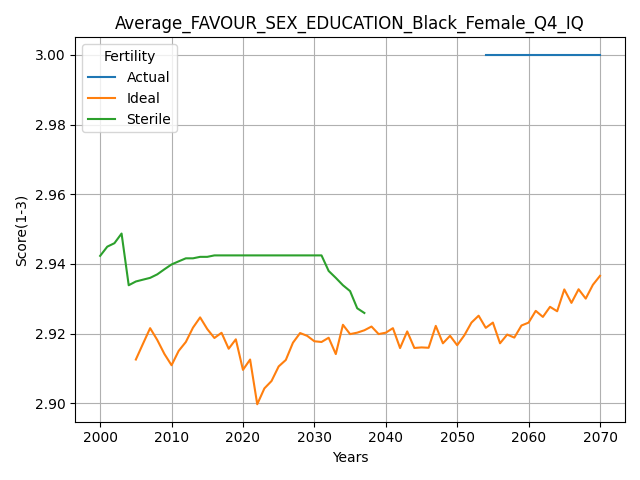 Average_FAVOUR_SEX_EDUCATION_Black_Female_Q4_IQ
Fertility
Actual
Ideal
Sterile
Score(1-3)
3.00
2.98
2.96
2.94
2.92
2.90
2000 2010 2020 2030 2040 2050 2060 2070
Years